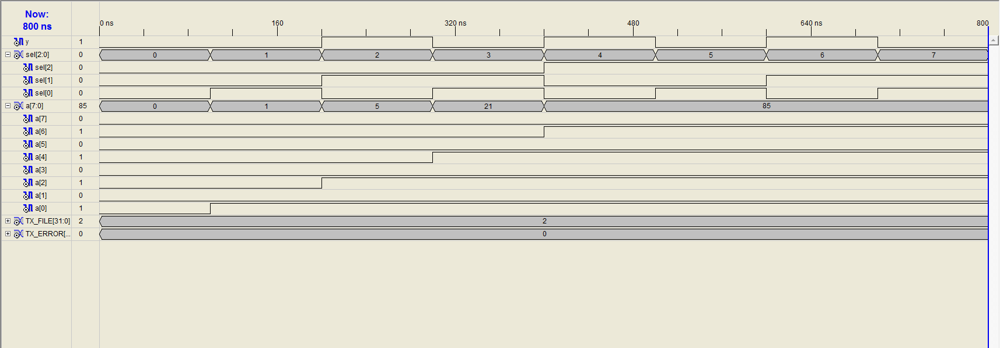 Now:
800 ns
0 ns 160 320 ns 480 640 ns 800
y 1
sel[2:0] 0 0 1 2 3 4 5 6 7
sel[2] 0
sel[1] 0
sel[0] 0
a[7:0] 85 0 1 5 21 85
a[7] 0
a[6] 1
a[5] 0
a[4] 1
a[3] 0
a[2] 1
a[1] 0
a[0] 1
TX_FILE[31:0] 2 2
TX_ERROR[... 0 0